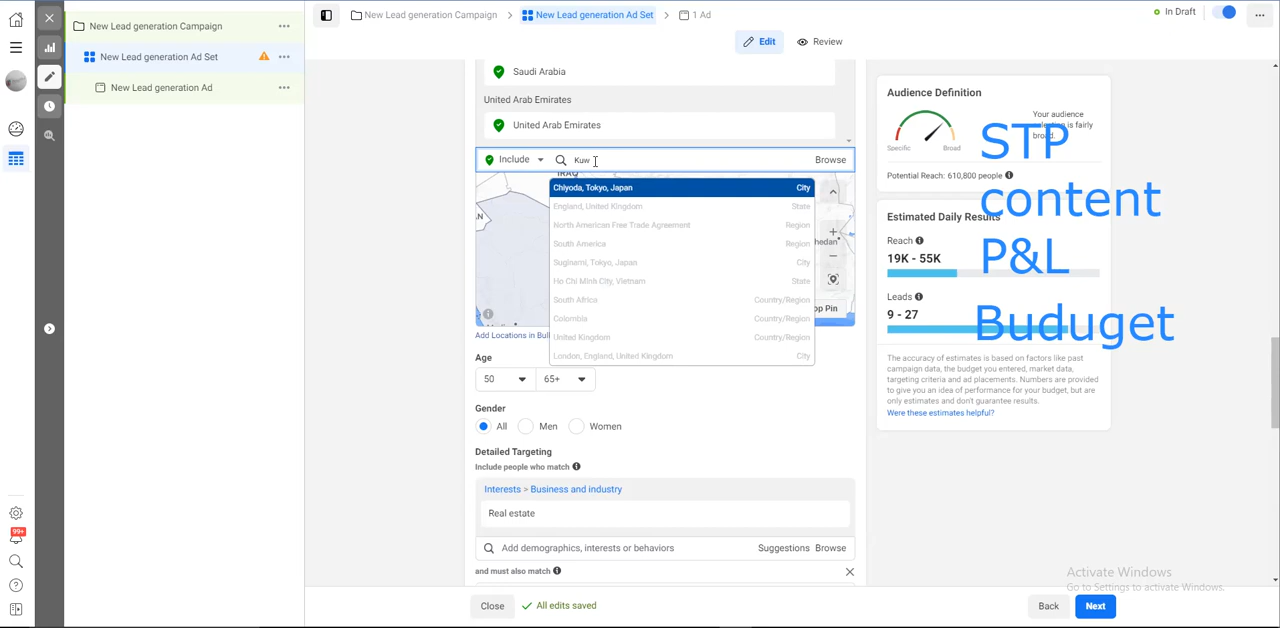 New Lead generation Campaign
New Lead generation Ad Set
New Lead generation Ad
99+
New Lead generation Campaign > New Lead generation Ad Set > 1 Ad
In Draft
Edit
Review
Saudi Arabia
United Arab Emirates
United Arab Emirates
Include
Kuw
Browse
Chiyoda, Tokyo, Japan City
England, United Kingdom State
North American Free Trade Agreement Region
South America Region
Suginami, Tokyo, Japan City
Ho Chi Minh City, Vietnam State
South Africa Country/Region
Colombia Country/Region
United Kingdom Country/Region
London, England, United Kingdom City
IRAQ
op Pin
Add Locations in Bul
Age
50
65+
Gender
All
Men
Women
Detailed Targeting
Include people who match
Interests > Business and industry
Real estate
Add demographics, interests or behaviors
Suggestions
Browse
and must also match
Close
All edits saved
Back
Next
Audience Definition
Specific
Broad
Your audience selection is fairly broad.
Potential Reach: 610,800 people
Estimated Daily Results
Reach
19K - 55K
Leads
9 - 27
The accuracy of estimates is based on factors like past
campaign data, the budget you entered, market data,
targeting criteria and ad placements. Numbers are provided
to give you an idea of performance for your budget, but are
only estimates and don't guarantee results.
Were these estimates helpful?
STP
content
P&L
Buduget
Activate Windows
Go to Settings to activate Windows.